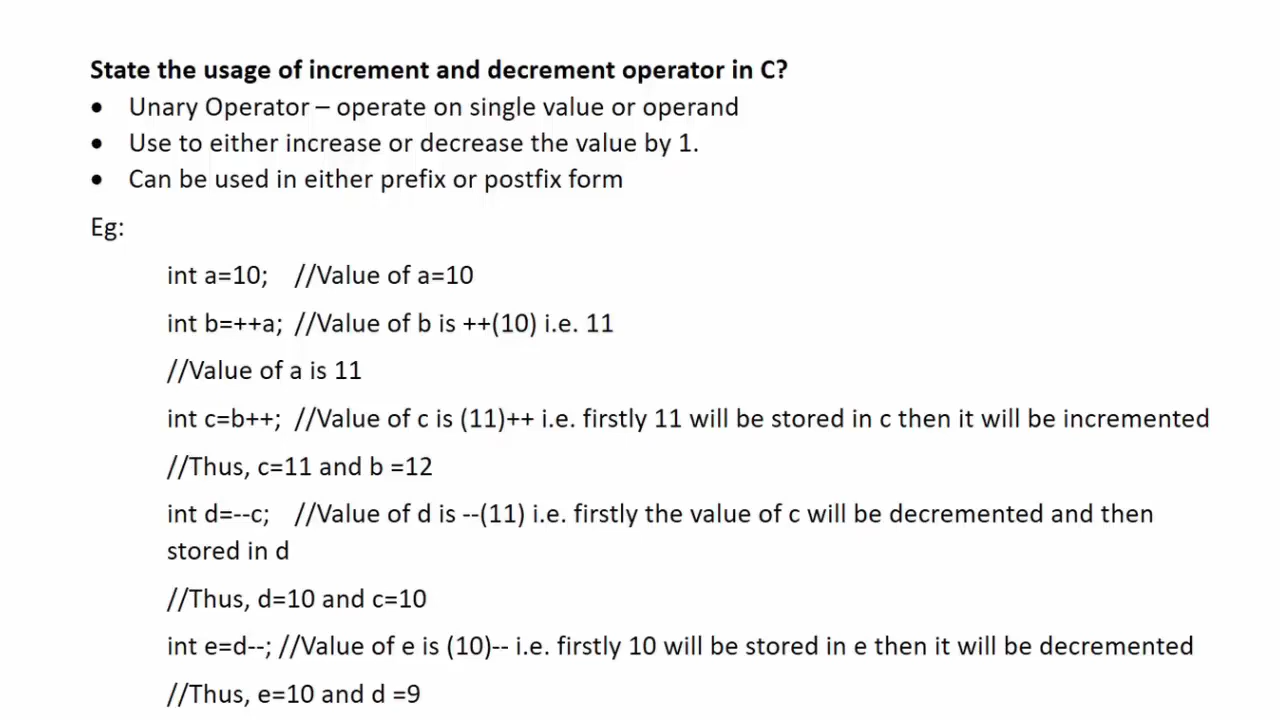 State the usage of increment and decrement operator in C?
• Unary Operator – operate on single value or operand
• Use to either increase or decrease the value by 1.
• Can be used in either prefix or postfix form
Eg:
int a=10; //Value of a=10
int b=++a; //Value of b is ++(10) i.e. 11
//Value of a is 11
int c=b++; //Value of c is (11)++ i.e. firstly 11 will be stored in c then it will be incremented
//Thus, c=11 and b =12
int d=--c; //Value of d is --(11) i.e. firstly the value of c will be decremented and then
stored in d
//Thus, d=10 and c=10
int e=d--; //Value of e is (10)-- i.e. firstly 10 will be stored in e then it will be decremented
//Thus, e=10 and d =9